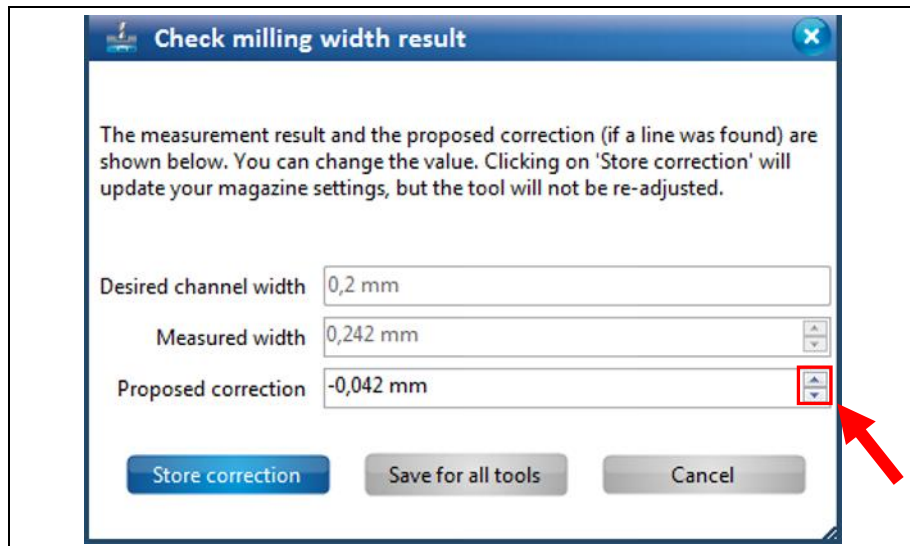 Check milling width result
The measurement result and the proposed correction (if a line was found) are
shown below. You can change the value. Clicking on 'Store correction' will
update your magazine settings, but the tool will not be re-adjusted.
Desired channel width 0,2 mm
Measured width 0,242 mm
Proposed correction -0,042 mm
Store correction Save for all tools Cancel